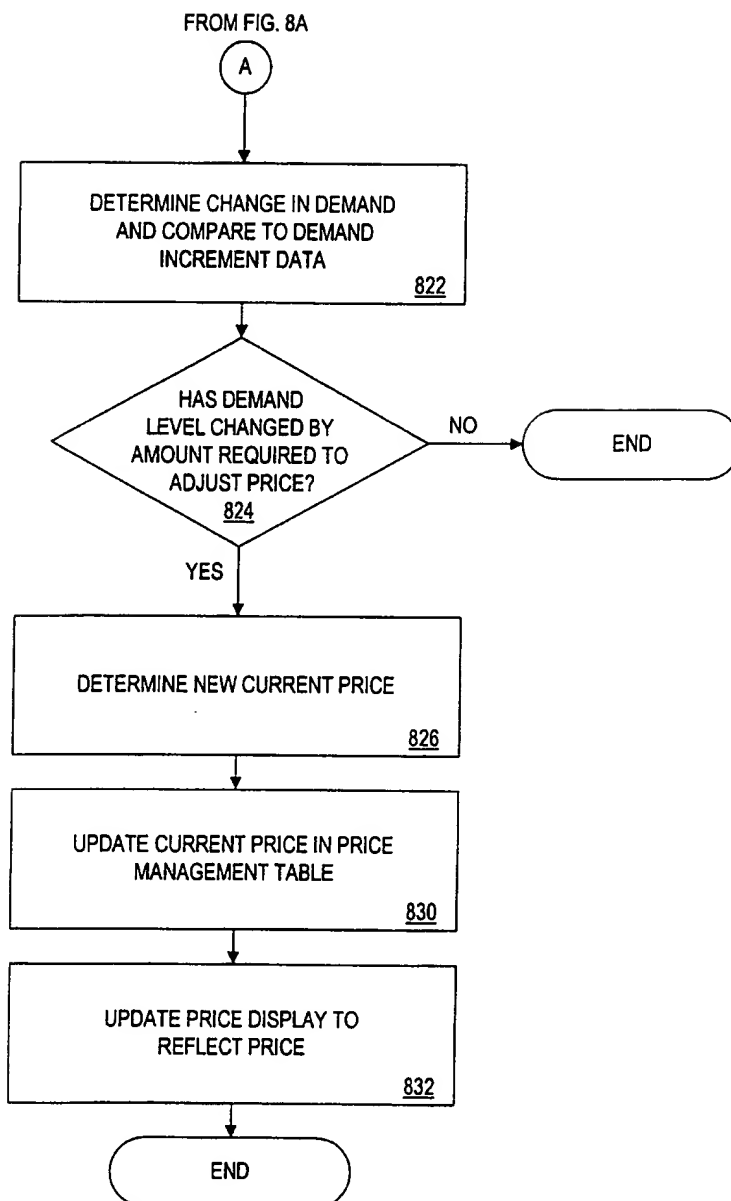 FROM FIG. 8A
A
DETERMINE CHANGE IN DEMAND
AND COMPARE TO DEMAND
INCREMENT DATA
822
HAS DEMAND
LEVEL CHANGED BY
AMOUNT REQUIRED TO
ADJUST PRICE?
824
NO
END
YES
DETERMINE NEW CURRENT PRICE
826
UPDATE CURRENT PRICE IN PRICE
MANAGEMENT TABLE
830
UPDATE PRICE DISPLAY TO
REFLECT PRICE
832
END